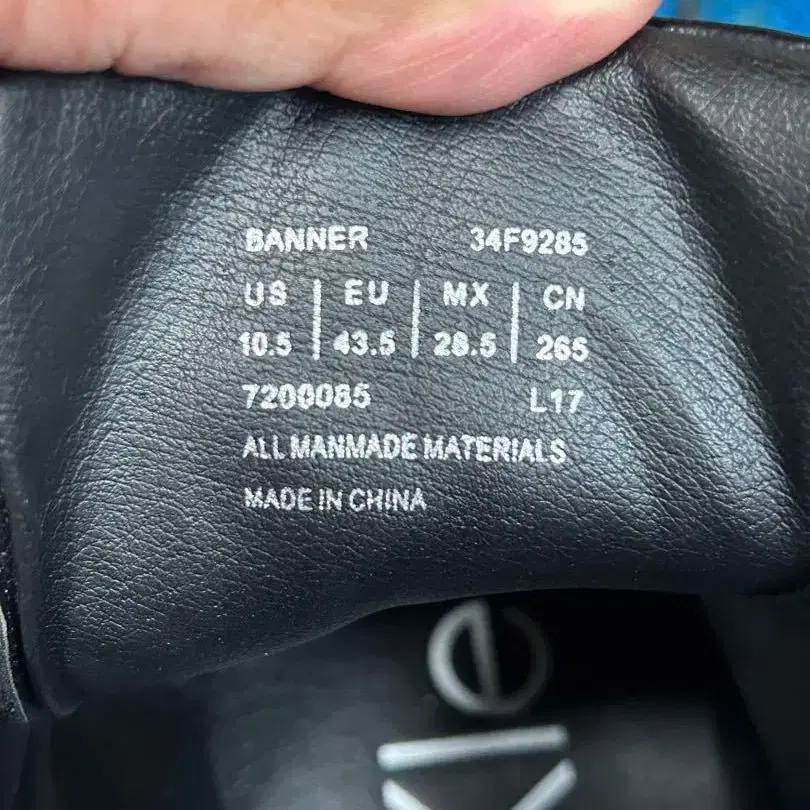 BANNER 34F9285
US | EU | MX | CN
10.5 | 43.5 | 28.5 | 265
7200085 L17
ALL MANMADE MATERIALS
MADE IN CHINA
Kle